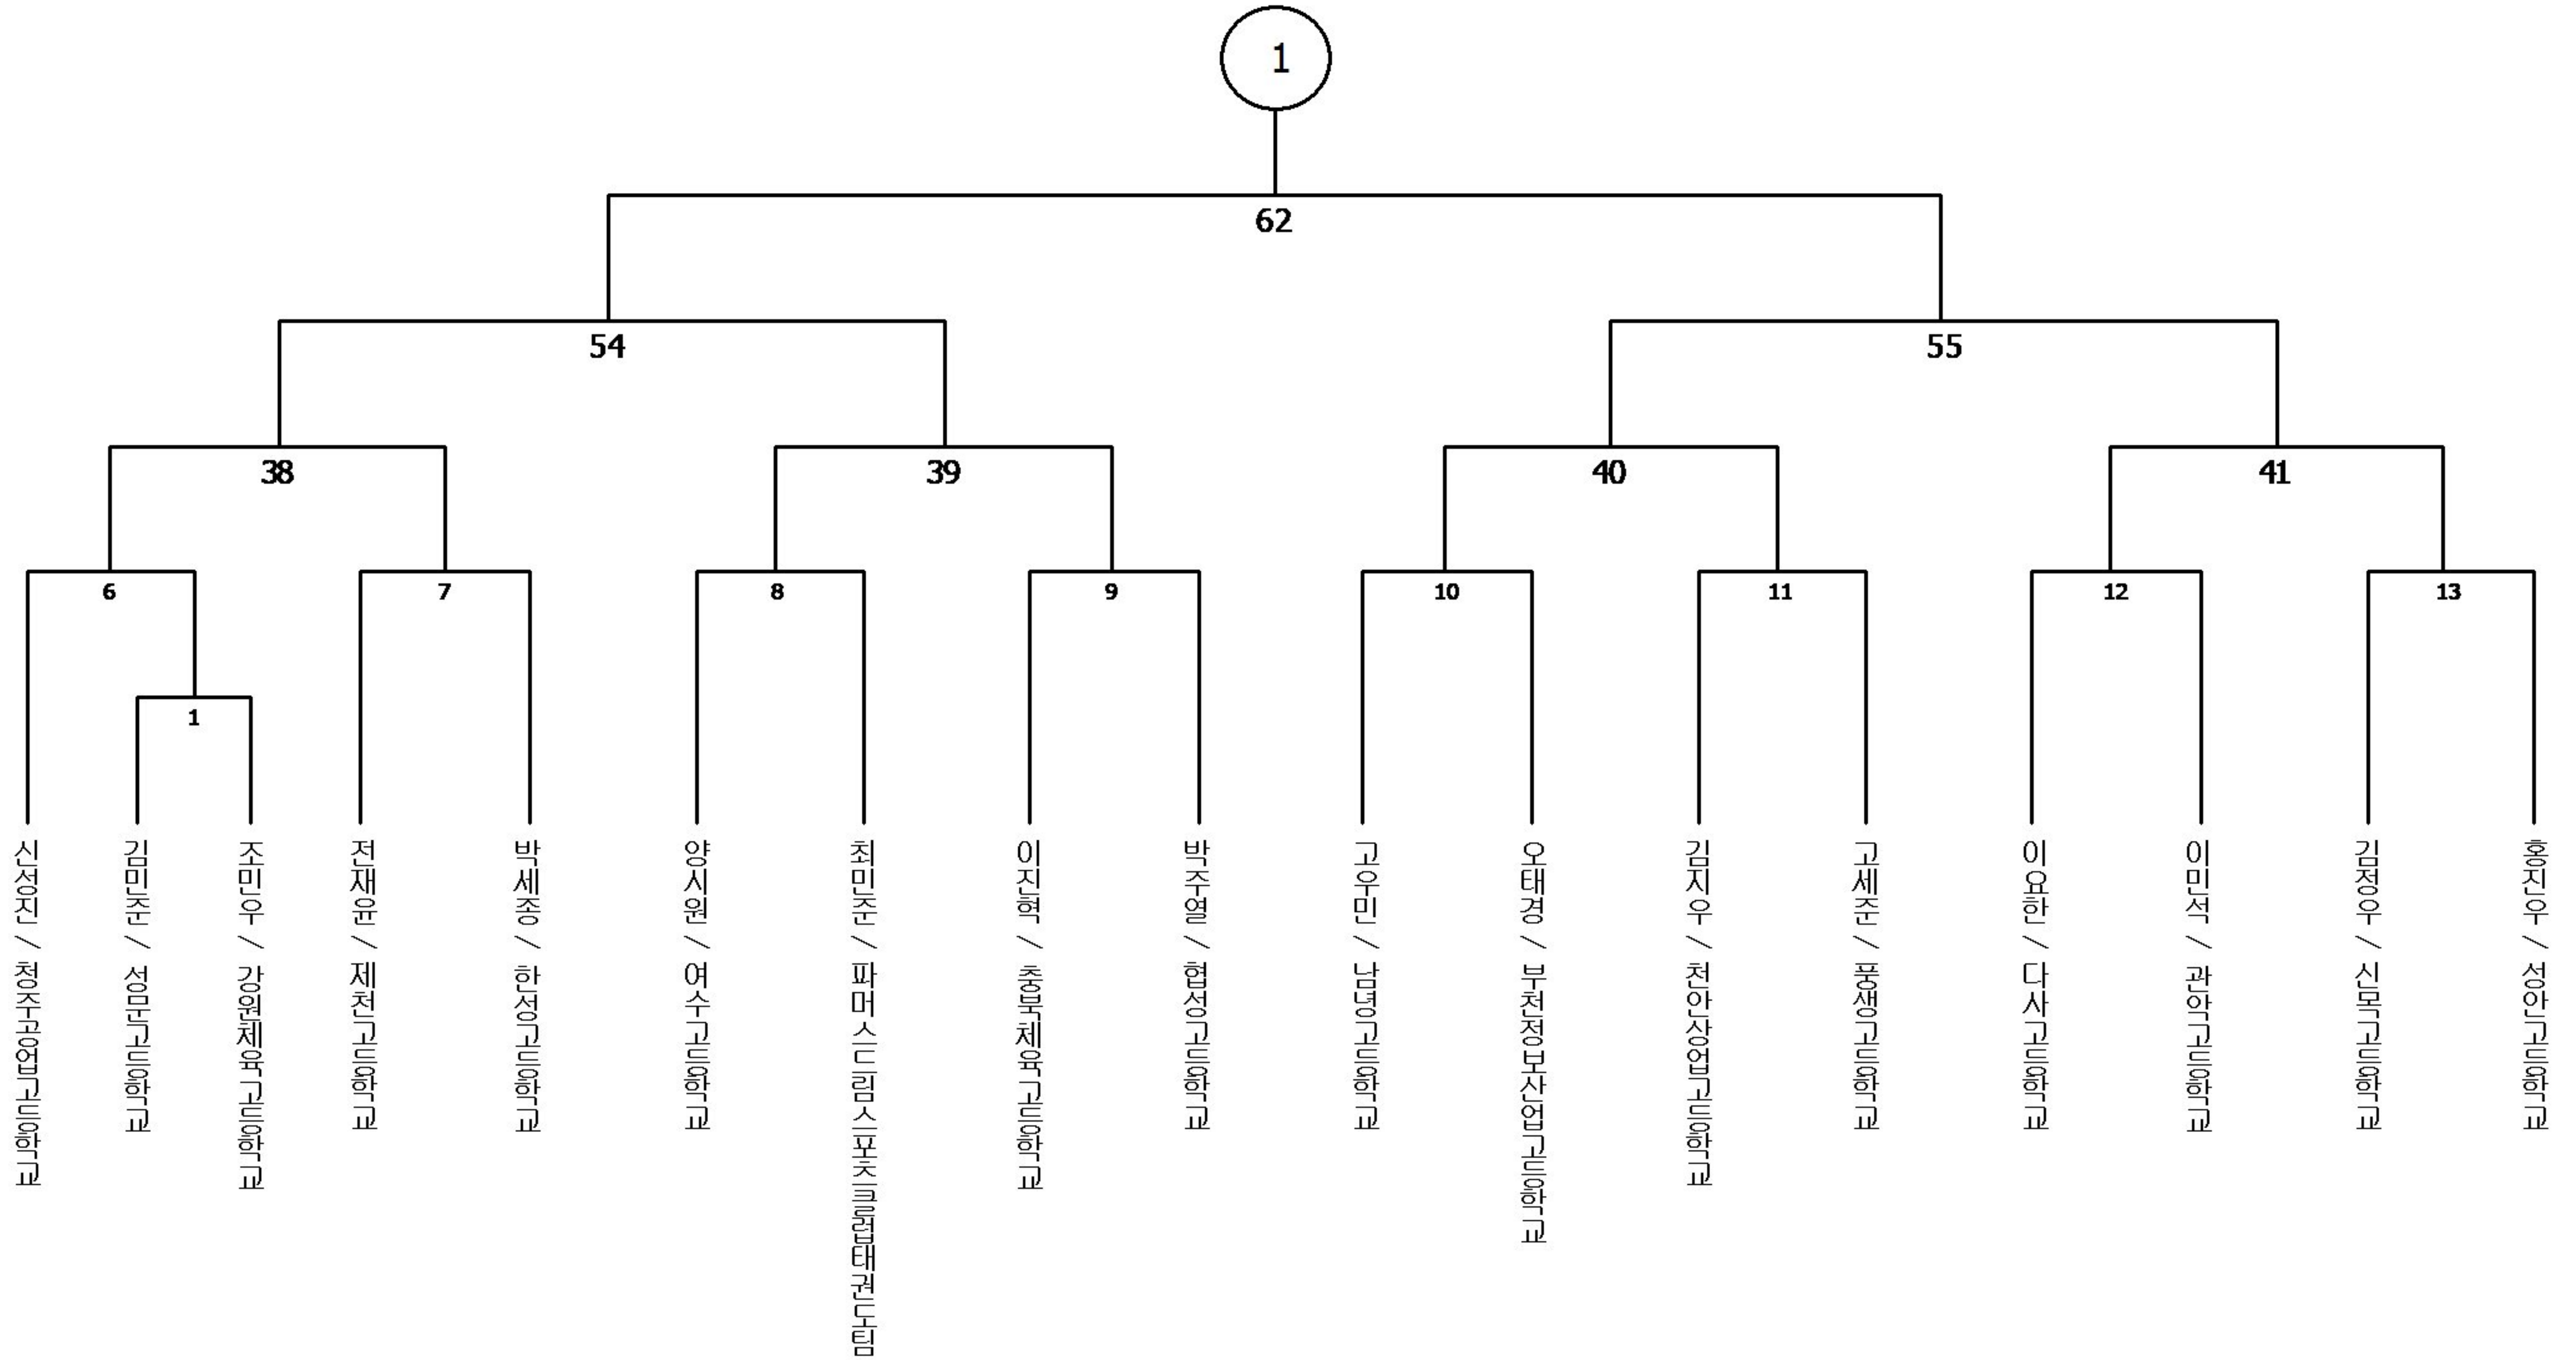 1
62
54
55
38
39
40
41
6
7
8
9
10
11
12
13
1
신성진 / 청주공업고등학교
김민준 / 성문고등학교
조민우 / 강원체육고등학교
전재윤 / 제천고등학교
박세종 / 한성고등학교
양시원 / 여수고등학교
최민준 / 파머스드림스포츠클럽태권도팀
이진혁 / 충북체육고등학교
박주열 / 협성고등학교
고우민 / 남녕고등학교
오태경 / 부천정보산업고등학교
김지우 / 천안상업고등학교
고세준 / 풍생고등학교
이요한 / 다사고등학교
이민석 / 관악고등학교
김정우 / 신목고등학교
홍진우 / 성안고등학교